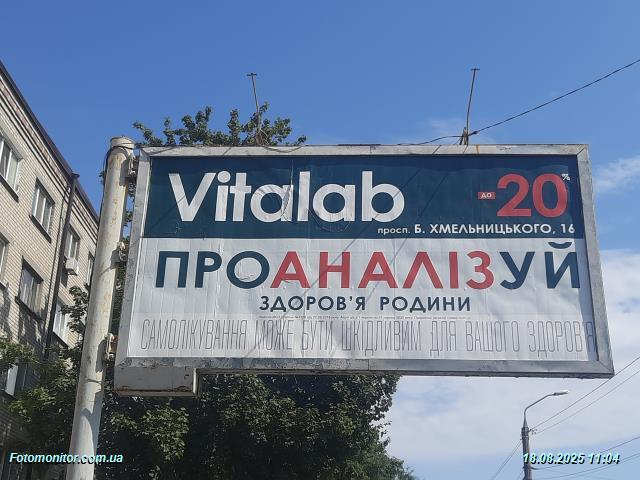 Vitalab
до -20%
просп. Б. ХМЕЛЬНИЦЬКОГО, 16
ПРОАНАЛІЗУЙ
ЗДОРОВ'Я РОДИНИ
САМОЛІКУВАННЯ МОЖЕ БУТИ ШКІДЛИВИМ ДЛЯ ВАШОГО ЗДОРОВ'Я
Fotomonitor.com.ua
18.08.2025 11:04